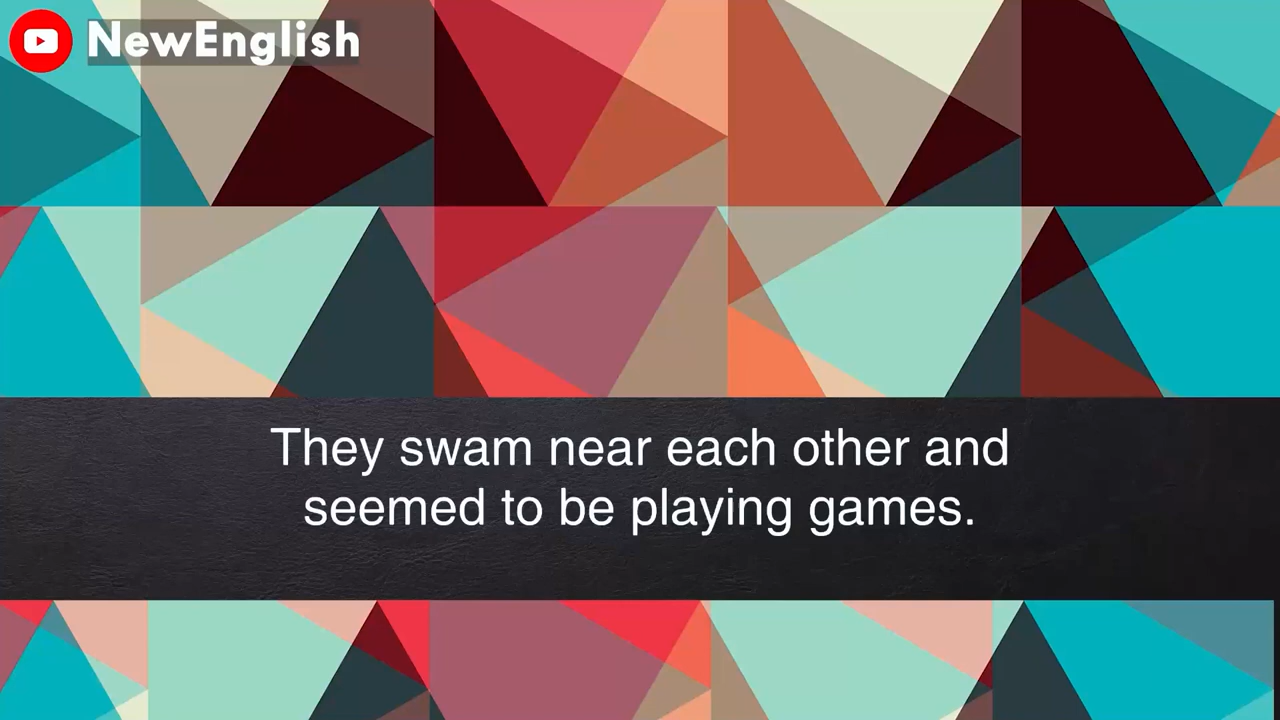 NewEnglish
They swam near each other and
seemed to be playing games.